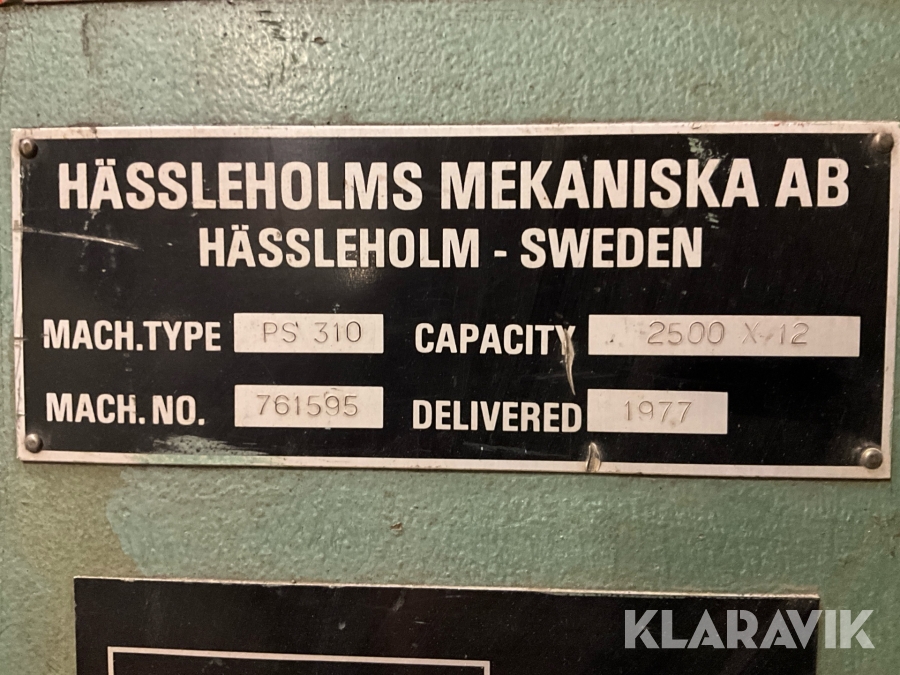 HÄSSLEHOLMS MEKANISKA AB
HÄSSLEHOLM - SWEDEN
MACH.TYPE PS 310 CAPACITY 2500 X 12
MACH. NO. 761595 DELIVERED 1977
KLARAVIK